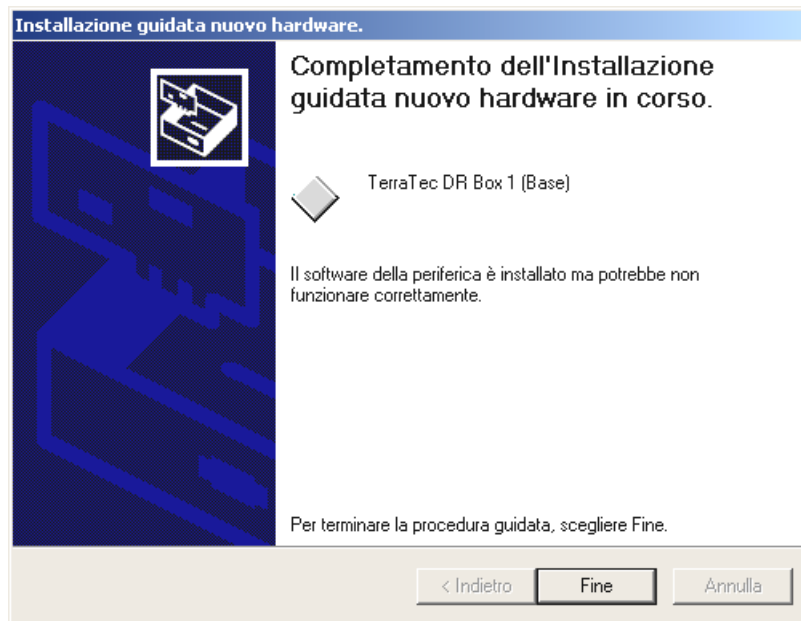 Installazione guidata nuovo hardware.
Completamento dell'Installazione
guidata nuovo hardware in corso.
TerraTec DR Box 1 (Base)
Il software della periferica è installato ma potrebbe non
funzionare correttamente.
Per terminare la procedura guidata, scegliere Fine.
< Indietro
Fine
Annulla